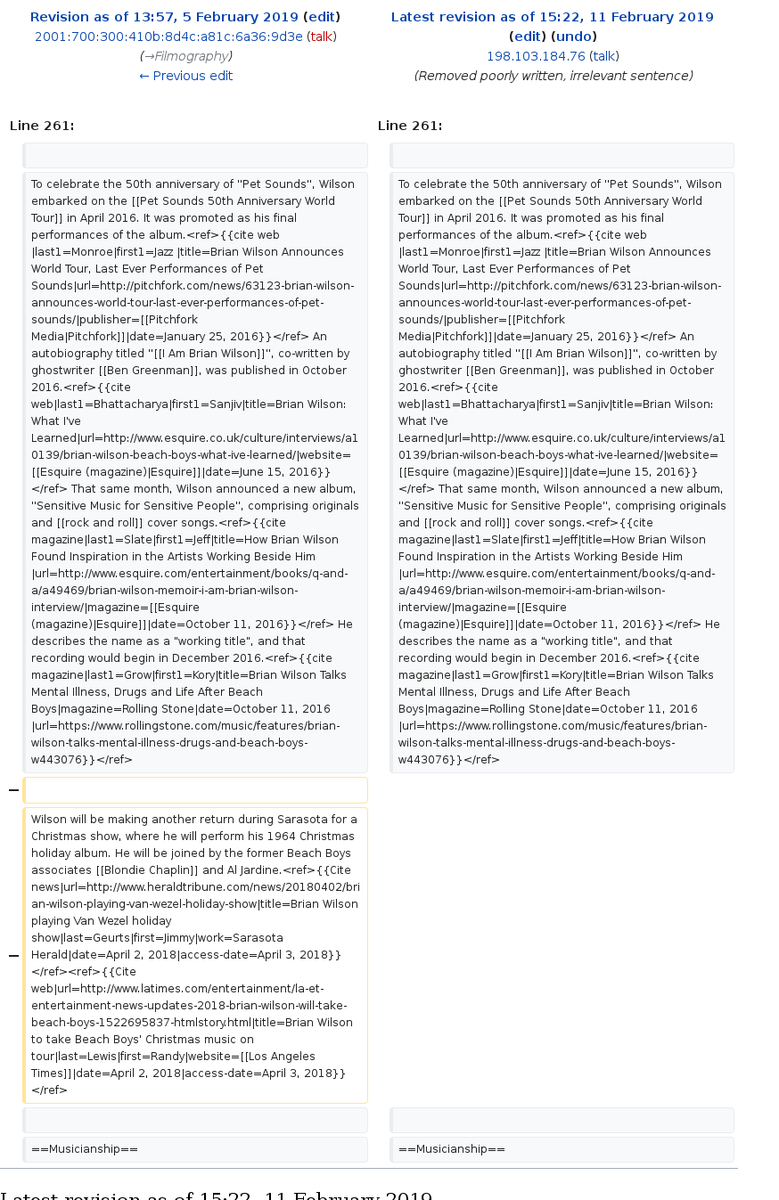 Revision as of 13:57, 5 February 2019 (edit)
2001:700:300:410b:8d4c:a81c:6a36:9d3e (talk)
(→Filmography)
← Previous edit
Latest revision as of 15:22, 11 February 2019
(edit) (undo)
198.103.184.76 (talk)
(Removed poorly written, irrelevant sentence)
Line 261:
Line 261:
To celebrate the 50th anniversary of "Pet Sounds", Wilson
embarked on the [[Pet Sounds 50th Anniversary World
Tour]] in April 2016. It was promoted as his final
performances of the album.<ref>{{cite web
|last1=Monroe|first1=Jazz |title=Brian Wilson Announces
World Tour, Last Ever Performances of Pet
Sounds|url=http://pitchfork.com/news/63123-brian-wilson-
announces-world-tour-last-ever-performances-of-pet-
sounds/|publisher=[[Pitchfork
Media|Pitchfork]]|date=January 25, 2016}}</ref> An
autobiography titled "[[I Am Brian Wilson]]", co-written by
ghostwriter [[Ben Greenman]], was published in October
2016.<ref>{{cite
web|last1=Bhattacharya|first1=Sanjiv|title=Brian Wilson:
What I've
Learned|url=http://www.esquire.co.uk/culture/interviews/a1
0139/brian-wilson-beach-boys-what-ive-learned/|website=
[[Esquire (magazine)|Esquire]]|date=June 15, 2016}}
</ref> That same month, Wilson announced a new album,
"Sensitive Music for Sensitive People", comprising originals
and [[rock and roll]] cover songs.<ref>{{cite
magazine|last1=Slate|first1=Jeff|title=How Brian Wilson
Found Inspiration in the Artists Working Beside Him
|url=http://www.esquire.com/entertainment/books/q-and-
a/a49469/brian-wilson-memoir-i-am-brian-wilson-
interview/|magazine=[[Esquire
(magazine)|Esquire]]|date=October 11, 2016}}</ref> He
describes the name as a "working title", and that
recording would begin in December 2016.<ref>{{cite
magazine|last1=Grow|first1=Kory|title=Brian Wilson Talks
Mental Illness, Drugs and Life After Beach
Boys|magazine=Rolling Stone|date=October 11, 2016
|url=https://www.rollingstone.com/music/features/brian-
wilson-talks-mental-illness-drugs-and-beach-boys-
w443076}}</ref>
To celebrate the 50th anniversary of "Pet Sounds", Wilson
embarked on the [[Pet Sounds 50th Anniversary World
Tour]] in April 2016. It was promoted as his final
performances of the album.<ref>{{cite web
|last1=Monroe|first1=Jazz |title=Brian Wilson Announces
World Tour, Last Ever Performances of Pet
Sounds|url=http://pitchfork.com/news/63123-brian-wilson-
announces-world-tour-last-ever-performances-of-pet-
sounds/|publisher=[[Pitchfork
Media|Pitchfork]]|date=January 25, 2016}}</ref> An
autobiography titled "[[I Am Brian Wilson]]", co-written by
ghostwriter [[Ben Greenman]], was published in October
2016.<ref>{{cite
web|last1=Bhattacharya|first1=Sanjiv|title=Brian Wilson:
What I've
Learned|url=http://www.esquire.co.uk/culture/interviews/a1
0139/brian-wilson-beach-boys-what-ive-learned/|website=
[[Esquire (magazine)|Esquire]]|date=June 15, 2016}}
</ref> That same month, Wilson announced a new album,
"Sensitive Music for Sensitive People", comprising originals
and [[rock and roll]] cover songs.<ref>{{cite
magazine|last1=Slate|first1=Jeff|title=How Brian Wilson
Found Inspiration in the Artists Working Beside Him
|url=http://www.esquire.com/entertainment/books/q-and-
a/a49469/brian-wilson-memoir-i-am-brian-wilson-
interview/|magazine=[[Esquire
(magazine)|Esquire]]|date=October 11, 2016}}</ref> He
describes the name as a "working title", and that
recording would begin in December 2016.<ref>{{cite
magazine|last1=Grow|first1=Kory|title=Brian Wilson Talks
Mental Illness, Drugs and Life After Beach
Boys|magazine=Rolling Stone|date=October 11, 2016
|url=https://www.rollingstone.com/music/features/brian-
wilson-talks-mental-illness-drugs-and-beach-boys-
w443076}}</ref>
−
−
Wilson will be making another return during Sarasota for a
Christmas show, where he will perform his 1964 Christmas
holiday album. He will be joined by the former Beach Boys
associates [[Blondie Chaplin]] and Al Jardine.<ref>{{Cite
news|url=http://www.heraldtribune.com/news/20180402/bri
an-wilson-playing-van-wezel-holiday-show|title=Brian Wilson
playing Van Wezel holiday
show|last=Geurts|first=Jimmy|work=Sarasota
Herald|date=April 2, 2018|access-date=April 3, 2018}}
</ref><ref>{{Cite
web|url=http://www.latimes.com/entertainment/la-et-
entertainment-news-updates-2018-brian-wilson-will-take-
beach-boys-1522695837-htmlstory.html|title=Brian Wilson
to take Beach Boys' Christmas music on
tour|last=Lewis|first=Randy|website=[[Los Angeles
Times]]|date=April 2, 2018|access-date=April 3, 2018}}
</ref>
==Musicianship==
==Musicianship==
Latest revision as of 15:22, 11 February 2019